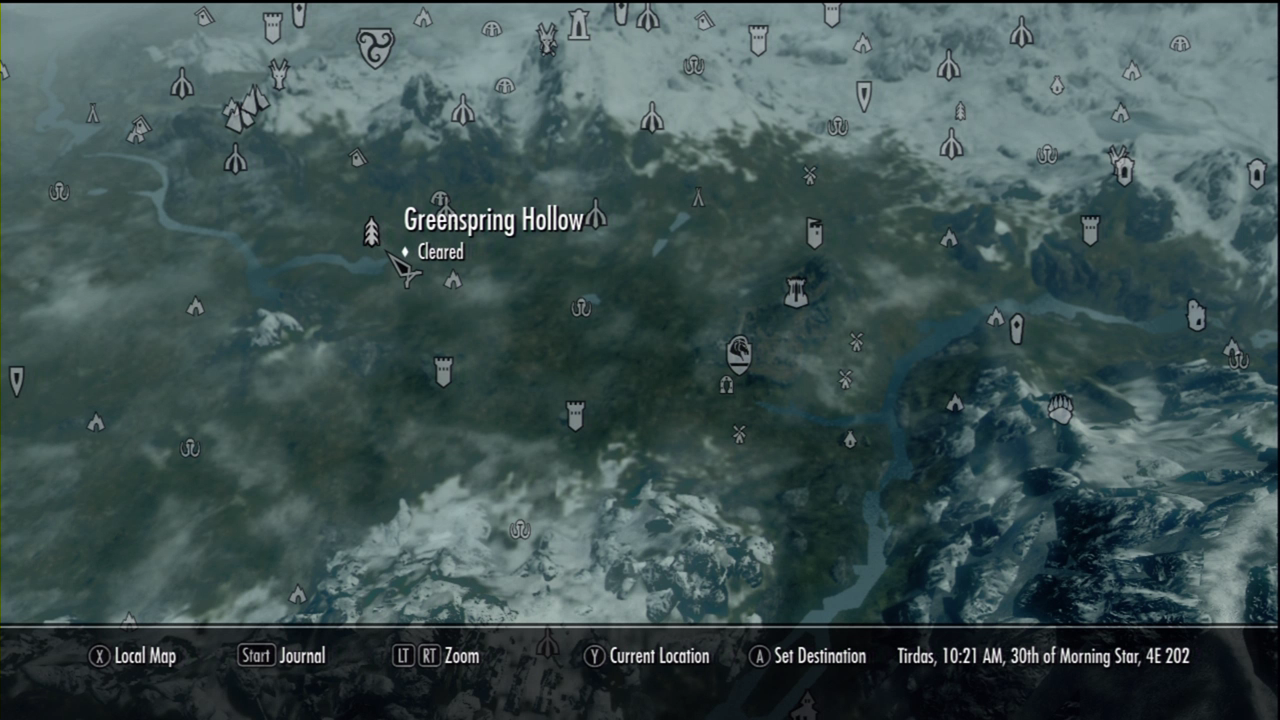 Greenspring Hollow
Cleared
X Local Map Start Journal LT RT Zoom Y Current Location A Set Destination Tirdas, 10:21 AM, 30th of Morning Star, 4E 202